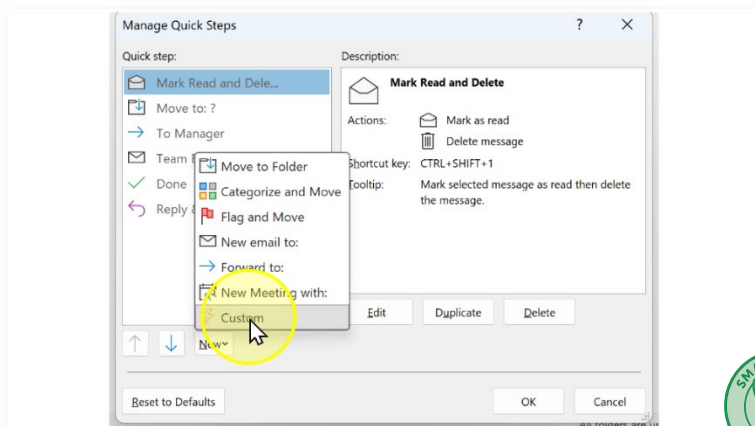 Manage Quick Steps ? ×
Quick step:
Mark Read and Dele...
Move to: ?
To Manager
Team
Done
Reply
Move to Folder
Categorize and Move
Flag and Move
New email to:
Forward to:
New Meeting with:
Custom
New
Description:
Mark Read and Delete
Actions: Mark as read
Delete message
Shortcut key: CTRL+SHIFT+1
Tooltip: Mark selected message as read then delete
the message.
Edit Duplicate Delete
Reset to Defaults OK Cancel
All folders are